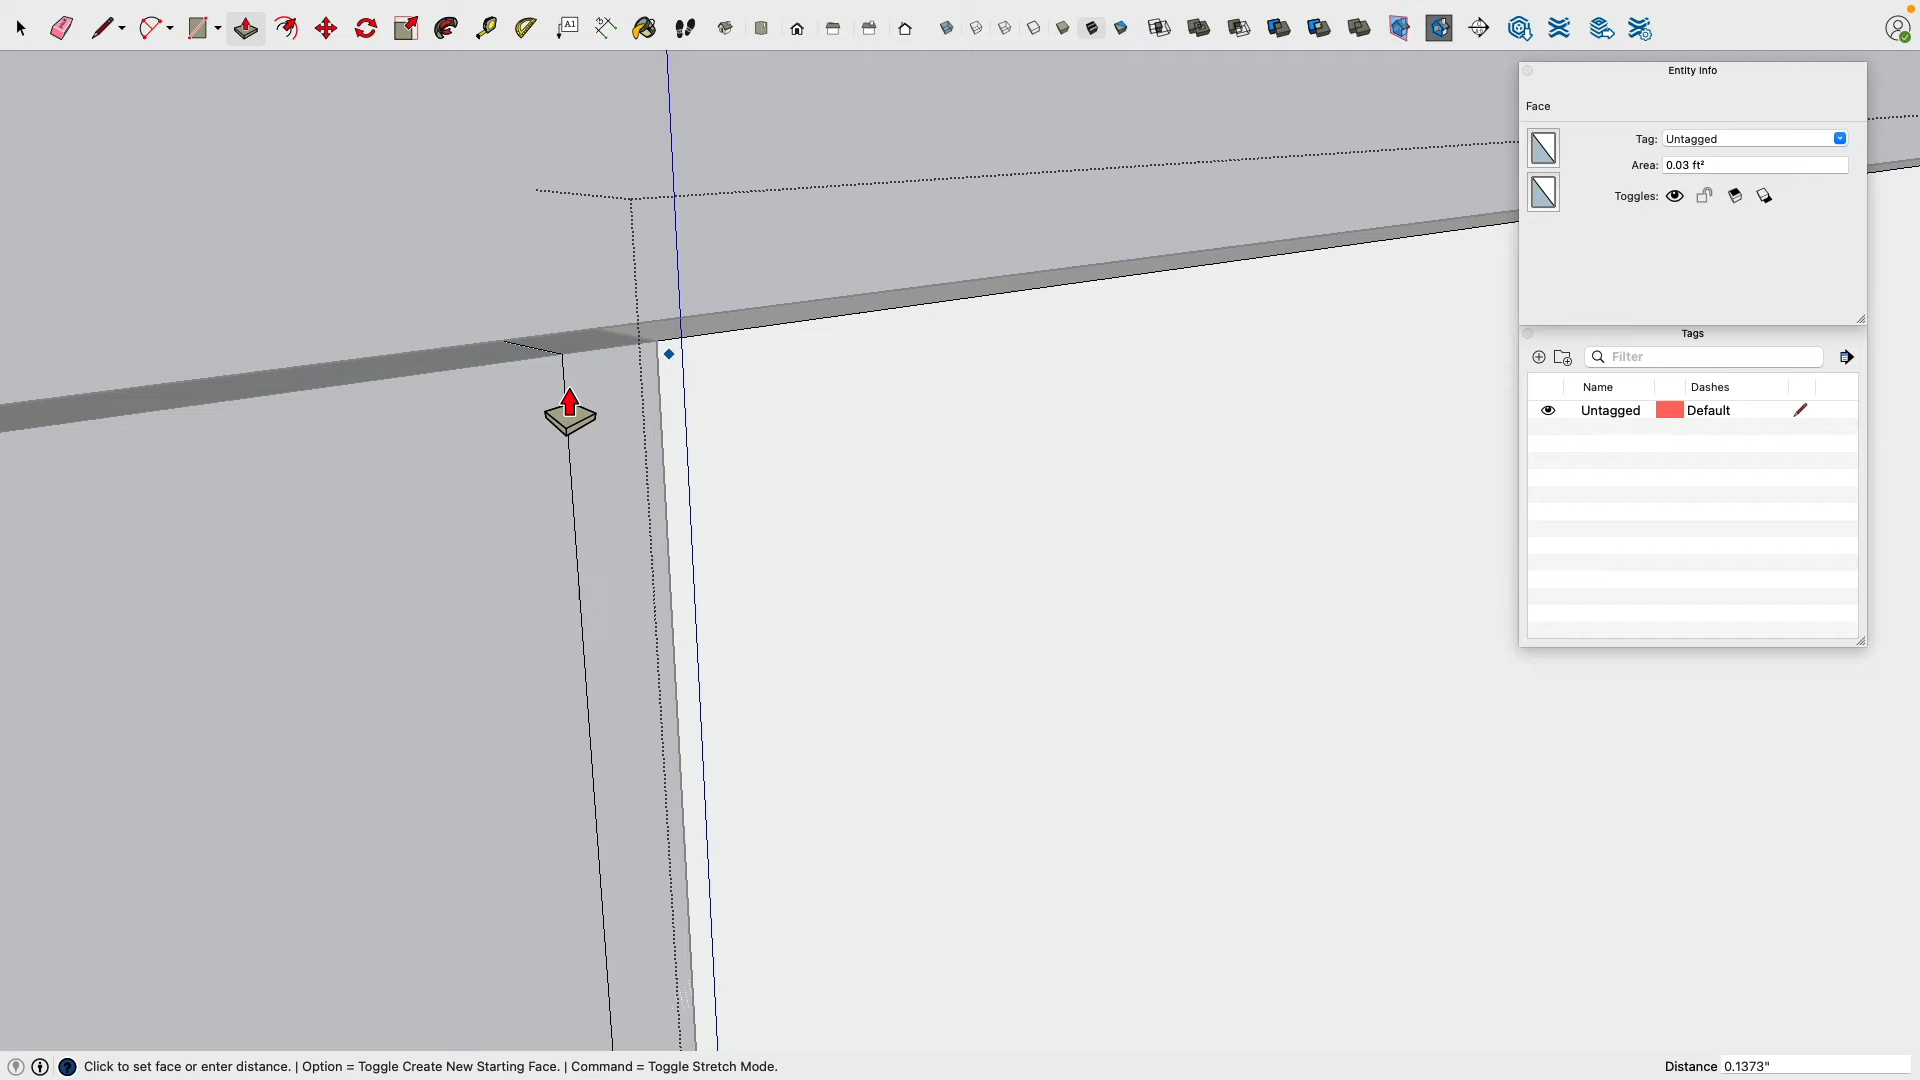 A1
Entity Info
Face
Tag: Untagged
Area: 0.03 ft²
Toggles:
Tags
Filter
Name Dashes
Untagged Default
Click to set face or enter distance. | Option = Toggle Create New Starting Face. | Command = Toggle Stretch Mode.
Distance 0.1373"